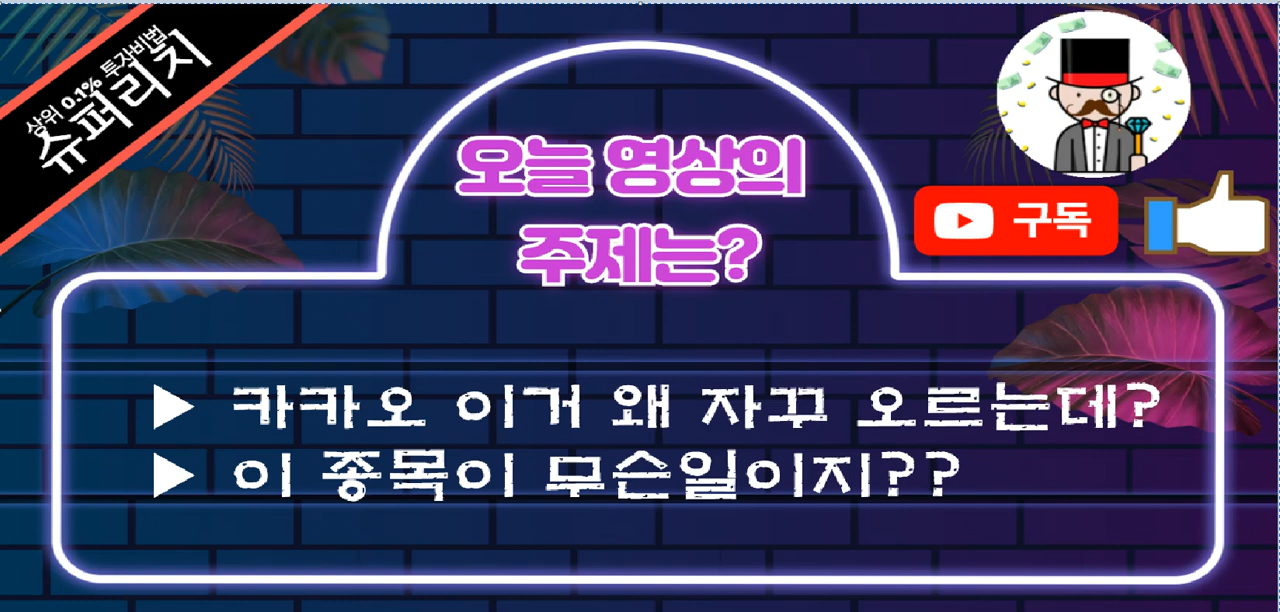 상위 0.1% 투자비법
슈퍼리치
오늘 영상의
주제는?
구독
▶ 카카오 이거 왜 자꾸 오르는데?
▶ 이 종목이 무슨일이지??